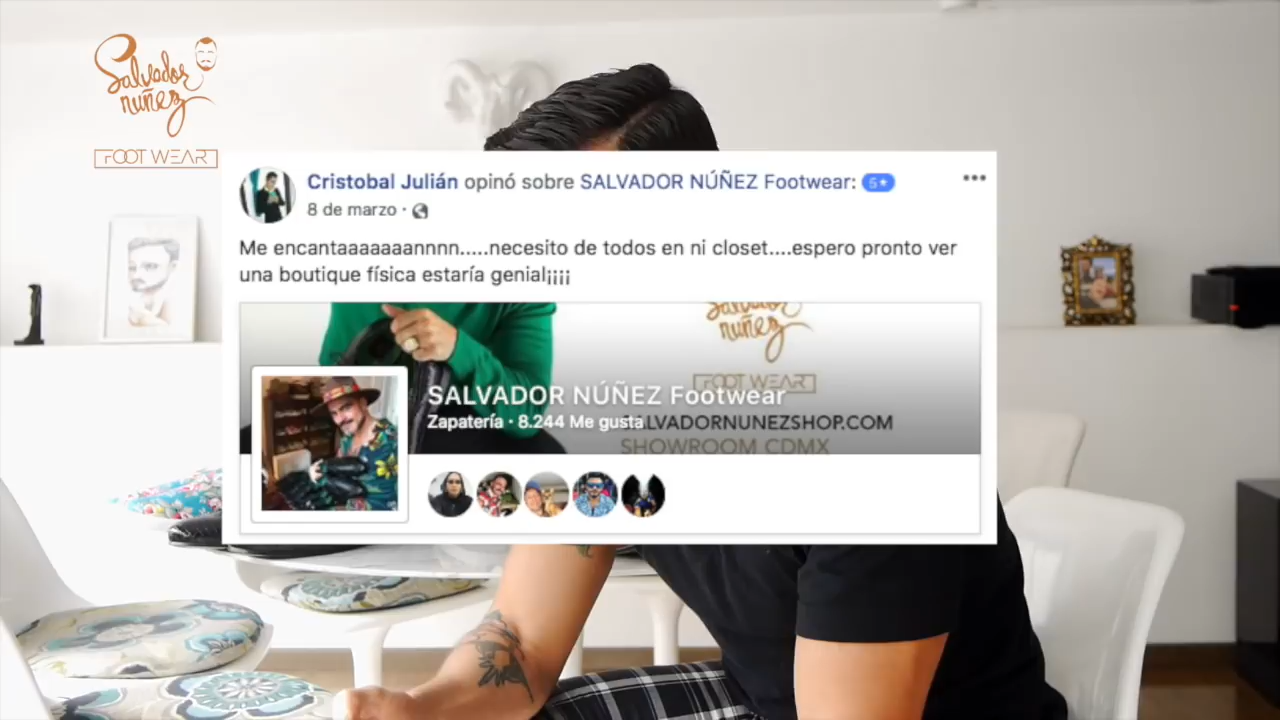 Salvador
nuñez
FOOT WEAR
Cristobal Julián opinó sobre SALVADOR NÚÑEZ Footwear: 5★
8 de marzo ·
Me encantaaaaaaannnn.....necesito de todos en ni closet....espero pronto ver
una boutique física estaría genial¡¡¡¡
Salvador
nuñez
FOOT WEAR
SALVADOR NÚÑEZ Footwear
Zapatería · 8.244 Me gusta
SALVADORNUNEZSHOP.COM
SHOWROOM CDMX